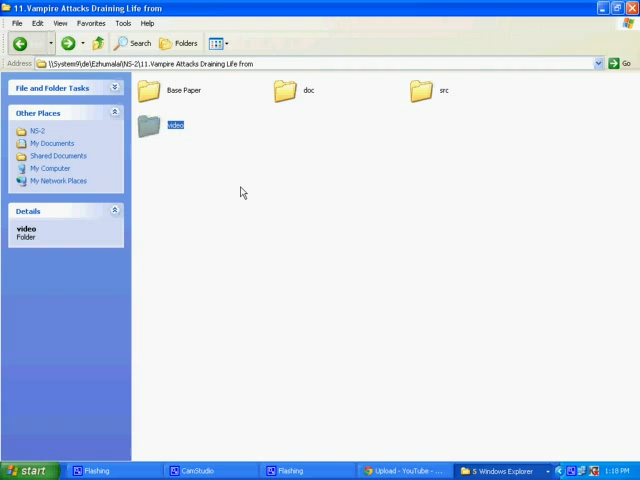 11.Vampire Attacks Draining Life from
File Edit View Favorites Tools Help
Search Folders
Address \\System9\de\Ezhumalai\NS-2\11.Vampire Attacks Draining Life from Go
File and Folder Tasks
Other Places
NS-2
My Documents
Shared Documents
My Computer
My Network Places
Details
video
Folder
Base Paper doc src
video
start Flashing CamStudio Flashing Upload - YouTube - ... 5 Windows Explorer 1:18 PM